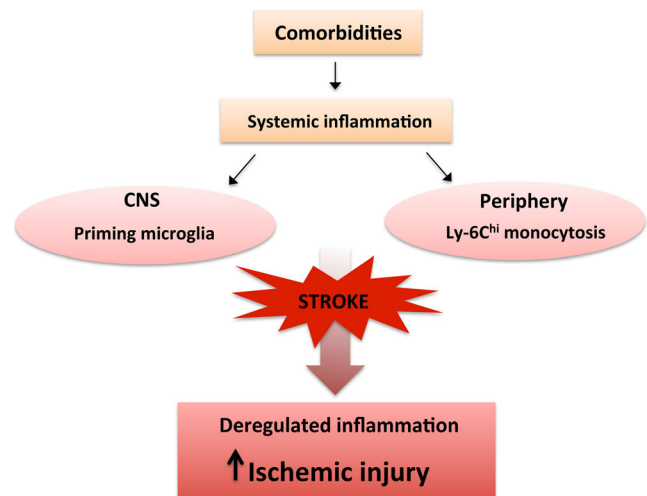 Comorbidities
Systemic inflammation
CNS
Priming microglia
Periphery
Ly-6Cʰⁱ monocytosis
STROKE
Deregulated inflammation
↑Ischemic injury